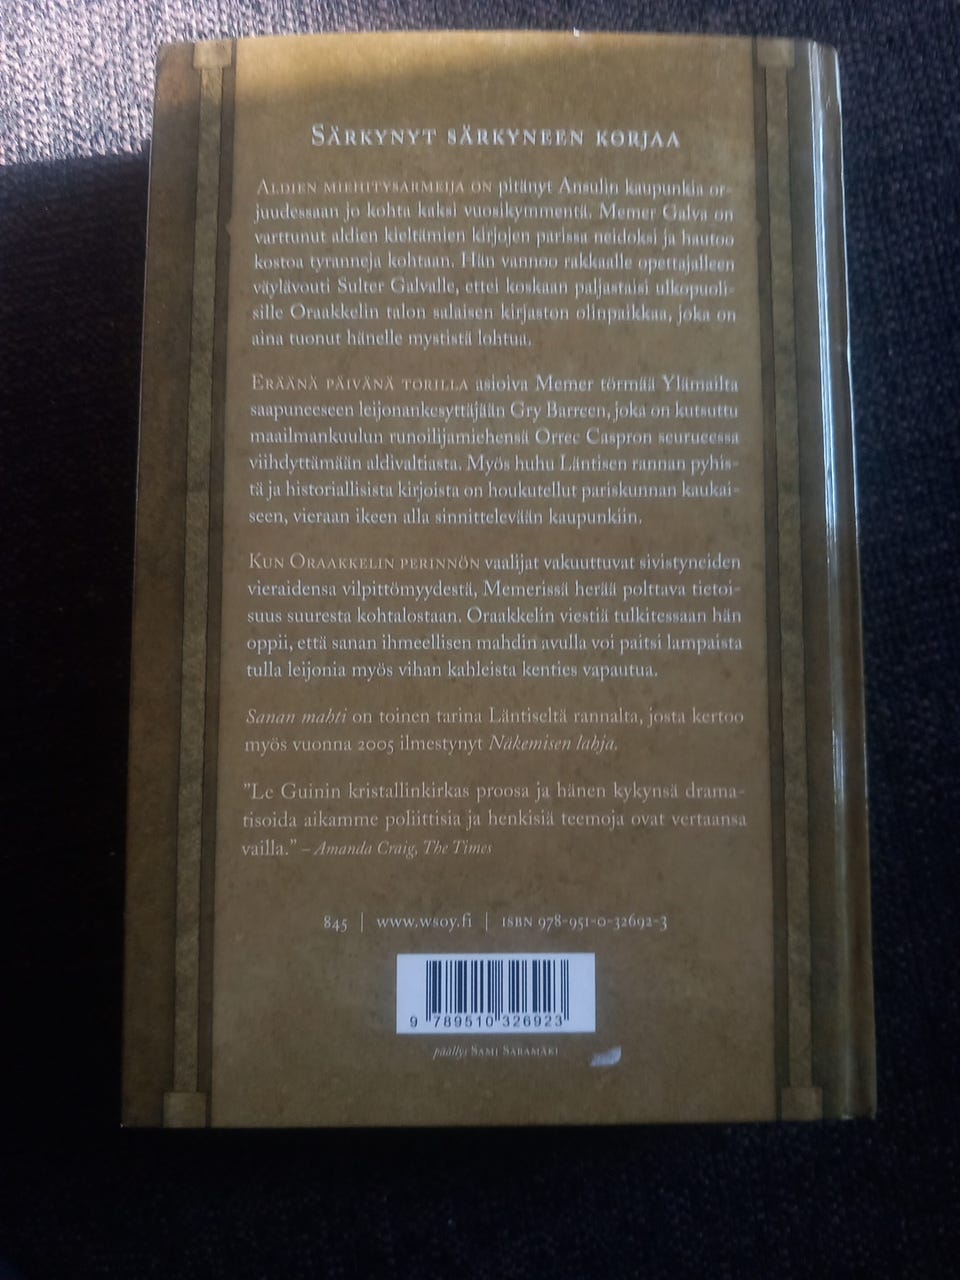 SÄRKYNYT SÄRKYNEEN KORJAA
ALDIEN MIEHITYSARMEIJA ON pitänyt Ansulin kaupunkia or-
juudessaan jo kohta kaksi vuosikymmentä. Memer Galva on
varttunut aldien kieltämien kirjojen parissa neidoksi ja hautoo
kostoa tyranneja kohtaan. Hän vannoo rakkaalle opettajalleen
väylävouti Sulter Galvalle, ettei koskaan paljastaisi ulkopuoli-
sille Oraakkelin talon salaisen kirjaston olinpaikkaa, joka on
aina tuonut hänelle mystistä lohtua.
ERÄÄNÄ PÄIVÄNÄ TORILLA asioiva Memer törmää Ylämailta
saapuneeseen leijonankesyttäjään Gry Barreen, joka on kutsuttu
maailmankuulun runoilijamiehensä Orrec Caspron seurueessa
viihdyttämään aldivaltiasta. Myös huhu Läntisen rannan pyhis-
tä ja historiallisista kirjoista on houkutellut pariskunnan kaukai-
seen, vieraan ikeen alla sinnittelevään kaupunkiin.
KUN ORAAKKELIN PERINNÖN vaalijat vakuuttuvat sivistyneiden
vieraidensa vilpittömyydestä, Memerissä herää polttava tietoi-
suus suuresta kohtalostaan. Oraakkelin viestiä tulkitessaan hän
oppii, että sanan ihmeellisen mahdin avulla voi paitsi lampaista
tulla leijonia myös vihan kahleista kenties vapautua.
Sanan mahti on toinen tarina Läntiseltä rannalta, josta kertoo
myös vuonna 2005 ilmestynyt Näkemisen lahja.
"Le Guinin kristallinkirkas proosa ja hänen kykynsä drama-
tisoida aikamme poliittisia ja henkisiä teemoja ovat vertaansa
vailla." – Amanda Craig, The Times
845 | www.wsoy.fi | ISBN 978-951-0-32692-3
9 789510 326923
päällys SAMI SARAMÄKI